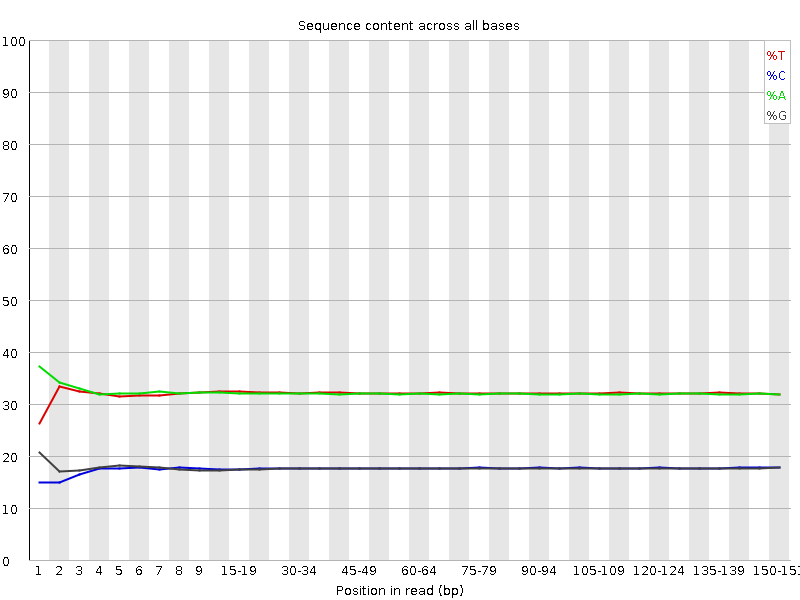 Sequence content across all bases
100
90
80
70
60
50
40
30
20
10
0
%T
%C
%A
%G
1 2 3 4 5 6 7 8 9 15-19 30-34 45-49 60-64 75-79 90-94 105-109 120-124 135-139 150-151
Position in read (bp)